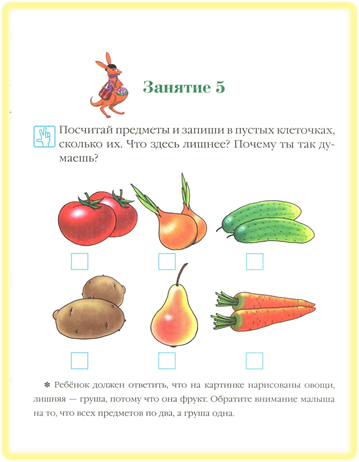 Занятие 5
Посчитай предметы и запиши в пустых клеточках,
сколько их. Что здесь лишнее? Почему ты так ду-
маешь?
✽ Ребёнок должен ответить, что на картинке нарисованы овощи,
лишняя — груша, потому что она фрукт. Обратите внимание малыша
на то, что всех предметов по два, а груша одна.